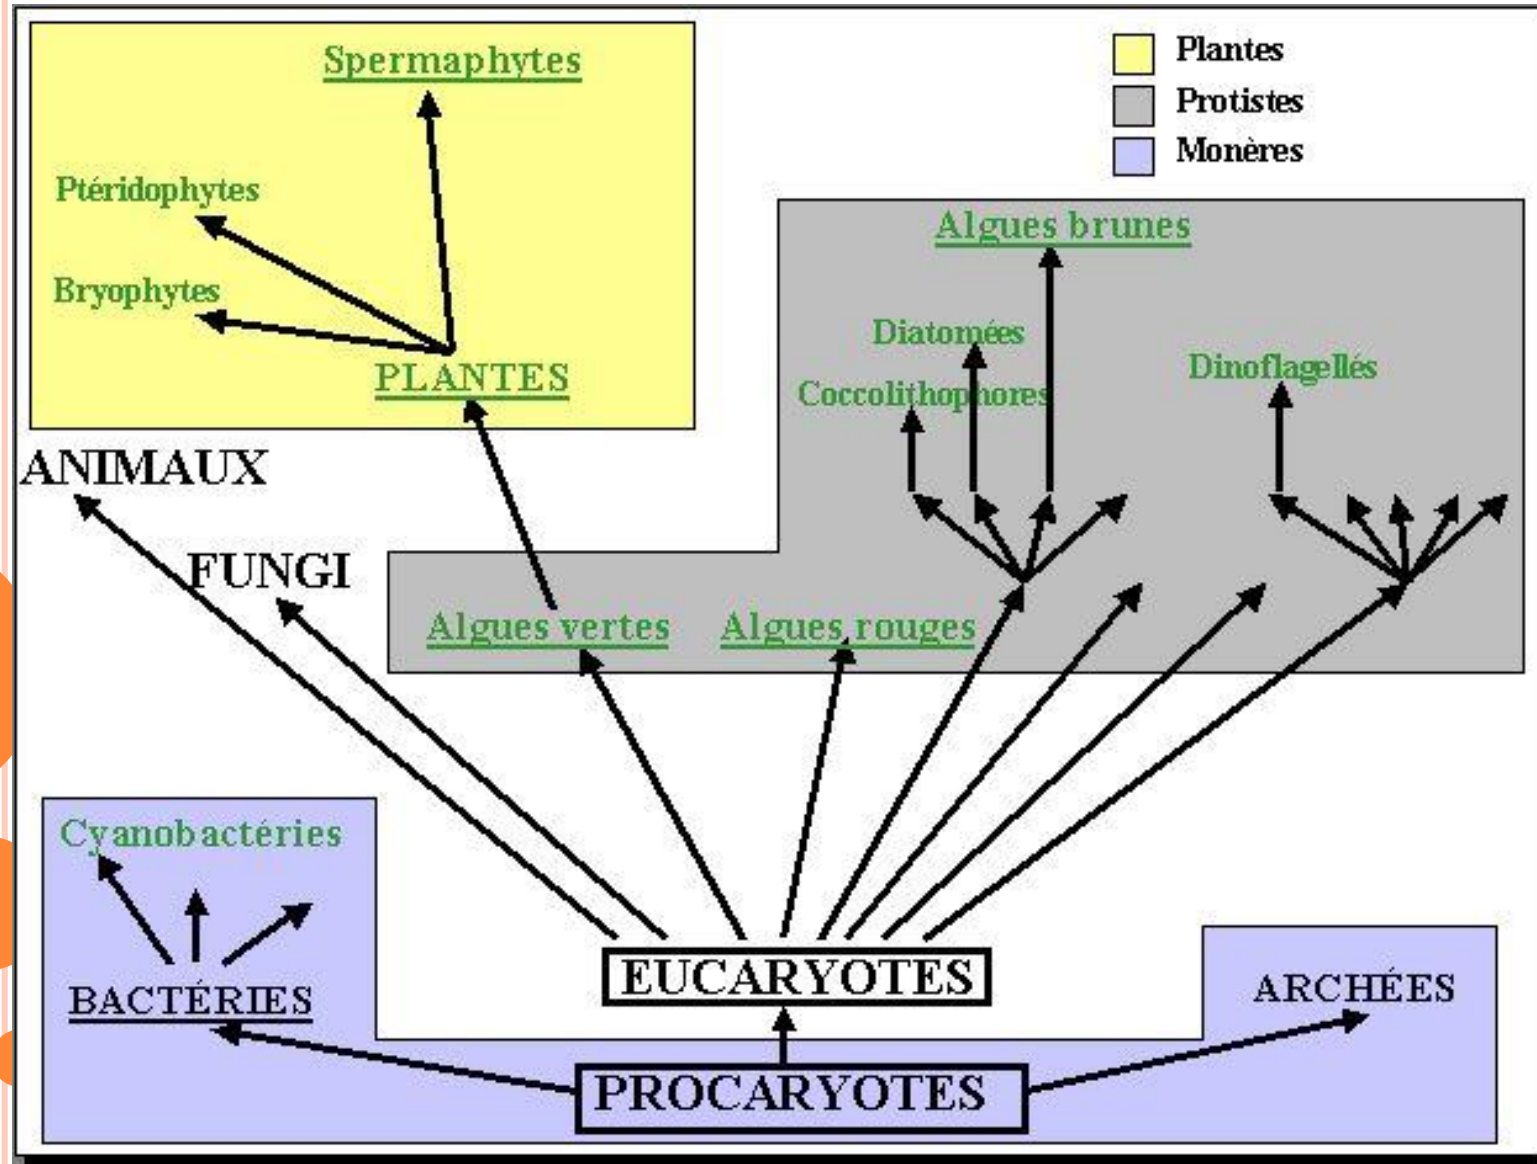 Spermaphytes
Plantes
Protistes
Monères
Ptéridophytes
Bryophytes
PLANTES
Algues brunes
Diatomées
Coccolithophores
Dinoflagellés
ANIMAUX
FUNGI
Algues vertes
Algues rouges
Cyanobactéries
BACTÉRIES
EUCARYOTES
ARCHÉES
PROCARYOTES